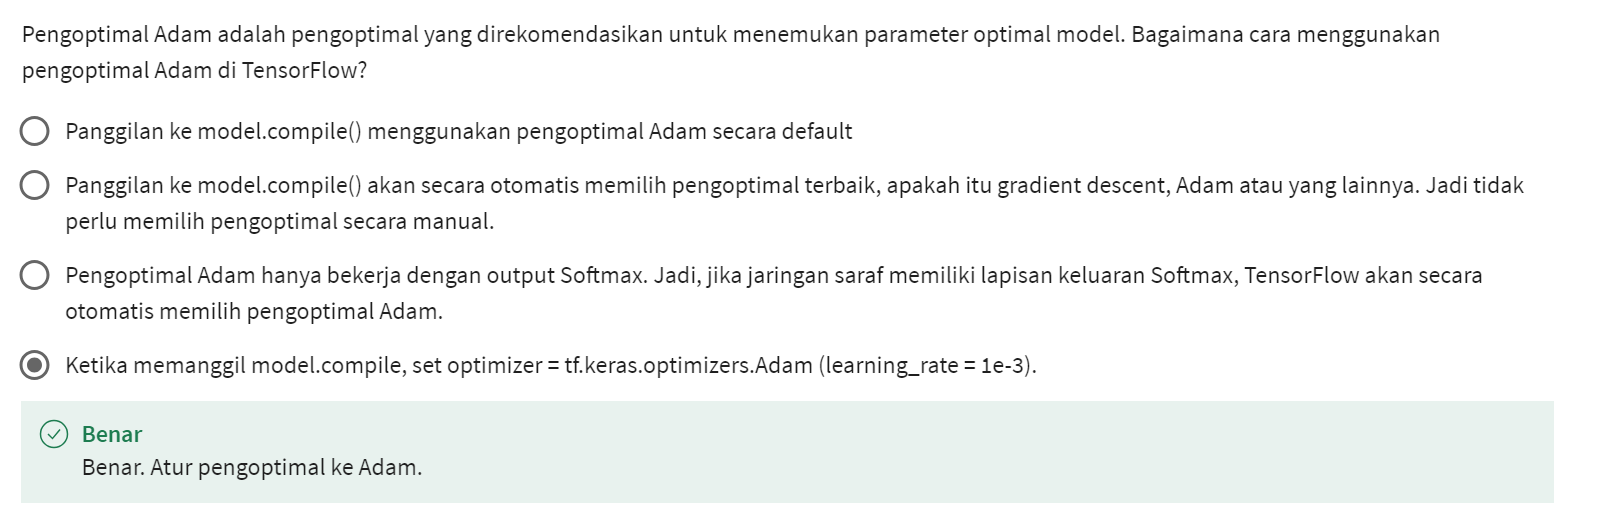 Pengoptimal Adam adalah pengoptimal yang direkomendasikan untuk menemukan parameter optimal model. Bagaimana cara menggunakan
pengoptimal Adam di TensorFlow?
Panggilan ke model.compile() menggunakan pengoptimal Adam secara default
Panggilan ke model.compile() akan secara otomatis memilih pengoptimal terbaik, apakah itu gradient descent, Adam atau yang lainnya. Jadi tidak
perlu memilih pengoptimal secara manual.
Pengoptimal Adam hanya bekerja dengan output Softmax. Jadi, jika jaringan saraf memiliki lapisan keluaran Softmax, TensorFlow akan secara
otomatis memilih pengoptimal Adam.
Ketika memanggil model.compile, set optimizer = tf.keras.optimizers.Adam (learning_rate = 1e-3).
Benar
Benar. Atur pengoptimal ke Adam.